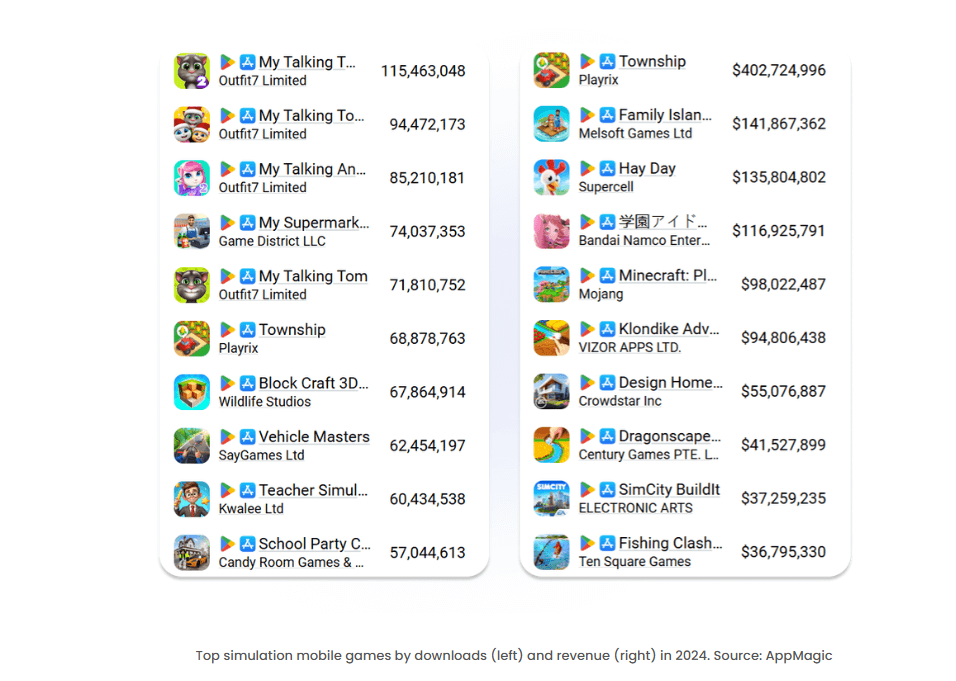 My Talking T...
Outfit7 Limited
115,463,048
My Talking To...
Outfit7 Limited
94,472,173
My Talking An...
Outfit7 Limited
85,210,181
My Supermark...
Game District LLC
74,037,353
My Talking Tom
Outfit7 Limited
71,810,752
Township
Playrix
68,878,763
Block Craft 3D...
Wildlife Studios
67,864,914
Vehicle Masters
SayGames Ltd
62,454,197
Teacher Simul...
Kwalee Ltd
60,434,538
School Party C...
Candy Room Games & ...
57,044,613
Township
Playrix
$402,724,996
Family Islan...
Melsoft Games Ltd
$141,867,362
Hay Day
Supercell
$135,804,802
学園アイド...
Bandai Namco Enter...
$116,925,791
Minecraft: Pl...
Mojang
$98,022,487
Klondike Adv...
VIZOR APPS LTD.
$94,806,438
Design Home...
Crowdstar Inc
$55,076,887
Dragonscape...
Century Games PTE. L...
$41,527,899
SIMCITY
SimCity BuildIt
ELECTRONIC ARTS
$37,259,235
Fishing Clash...
Ten Square Games
$36,795,330
Top simulation mobile games by downloads (left) and revenue (right) in 2024. Source: AppMagic